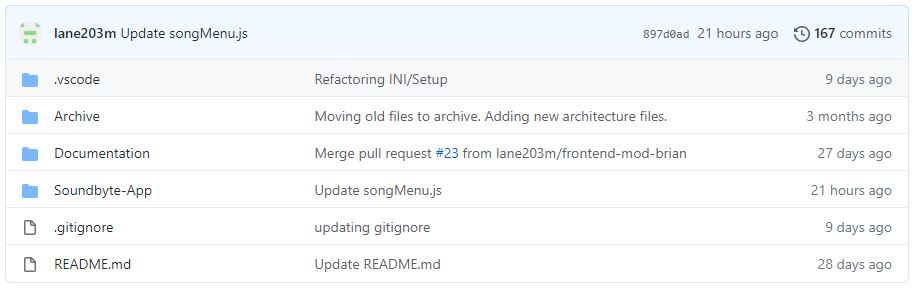 lane203m Update songMenu.js 897d0ad 21 hours ago 167 commits
.vscode Refactoring INI/Setup 9 days ago
Archive Moving old files to archive. Adding new architecture files. 3 months ago
Documentation Merge pull request #23 from lane203m/frontend-mod-brian 27 days ago
Soundbyte-App Update songMenu.js 21 hours ago
.gitignore updating gitignore 9 days ago
README.md Update README.md 28 days ago